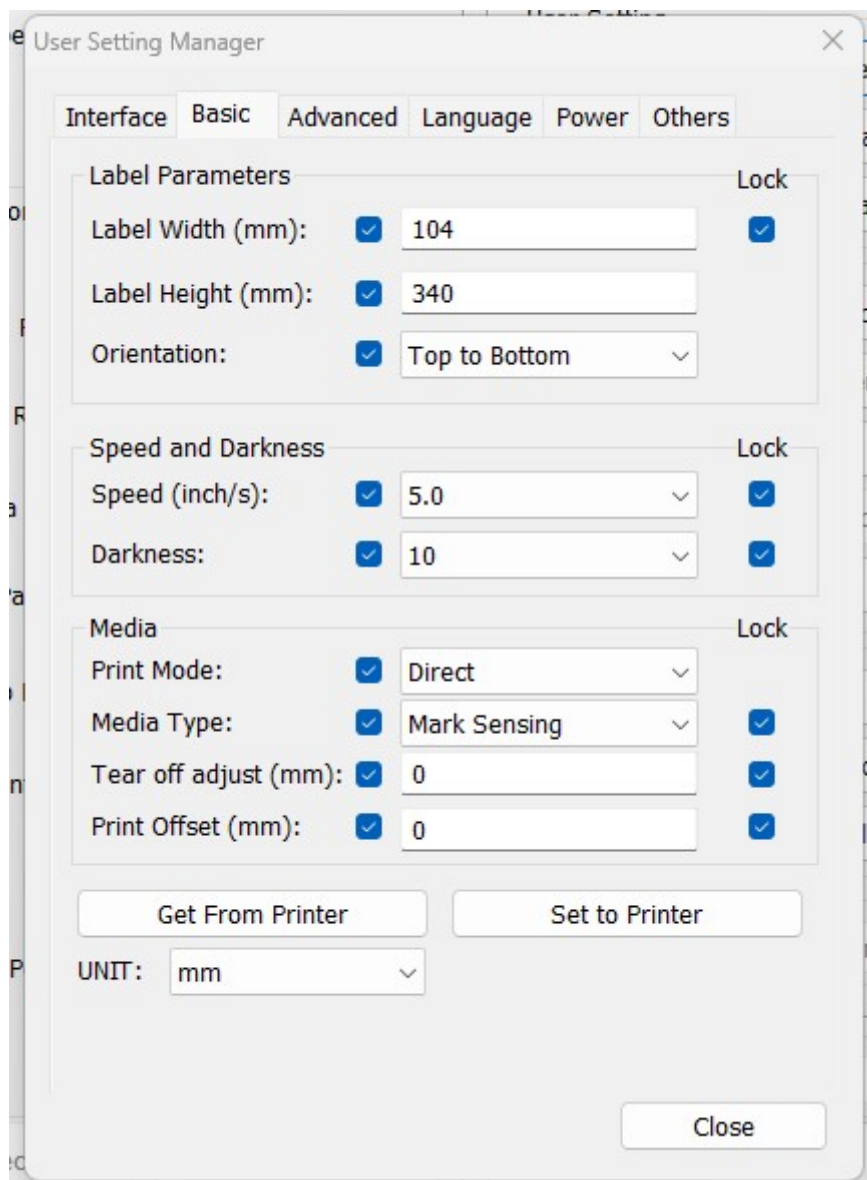 User Setting
User Setting Manager
Interface Basic Advanced Language Power Others
Label Parameters Lock
Label Width (mm): 104
Label Height (mm): 340
Orientation: Top to Bottom
Speed and Darkness Lock
Speed (inch/s): 5.0
Darkness: 10
Media Lock
Print Mode: Direct
Media Type: Mark Sensing
Tear off adjust (mm): 0
Print Offset (mm): 0
Get From Printer Set to Printer
UNIT: mm
Close